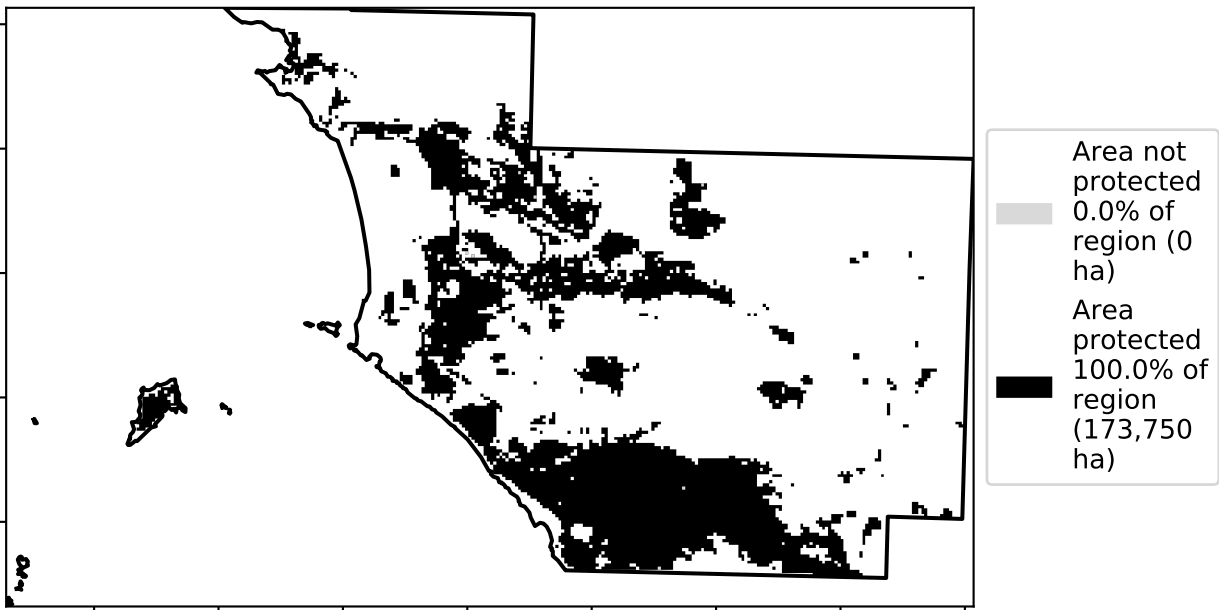 Area not
protected
0.0% of
region (0
ha)
Area
protected
100.0% of
region
(173,750
ha)